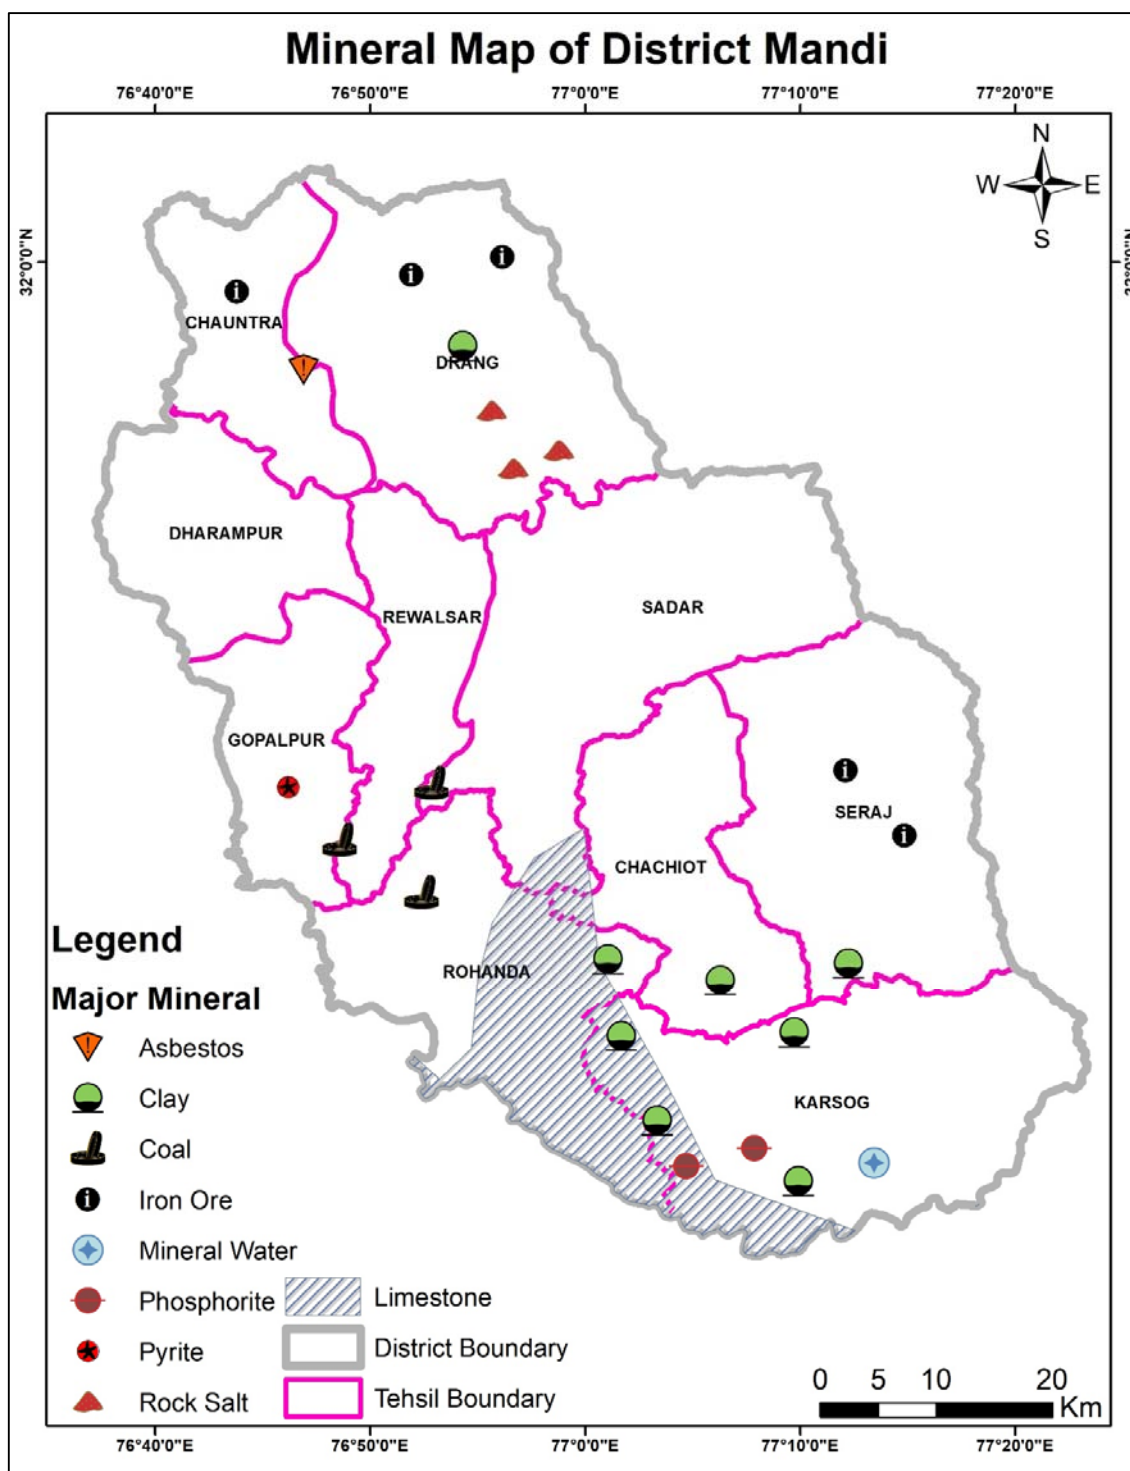 Mineral Map of District Mandi
76°40'0"E 76°50'0"E 77°0'0"E 77°10'0"E 77°20'0"E
N
W E
S
32°0'0"N 32°0'0"N
CHAUNTRA
DRANG
DHARAMPUR
REWALSAR
SADAR
GOPALPUR
SERAJ
CHACHIOT
ROHANDA
KARSOG
Legend
Major Mineral
Asbestos
Clay
Coal
Iron Ore
Mineral Water
Phosphorite
Pyrite
Rock Salt
Limestone
District Boundary
Tehsil Boundary
0 5 10 20
Km
76°40'0"E 76°50'0"E 77°0'0"E 77°10'0"E 77°20'0"E